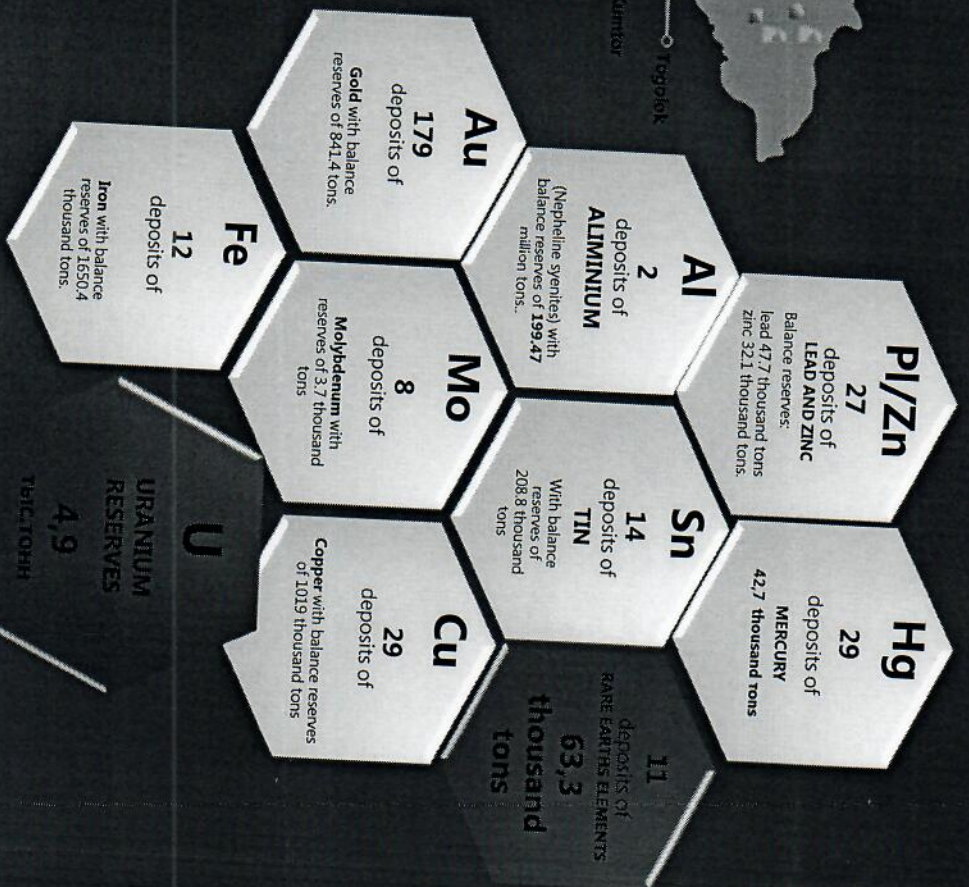 Pl/Zn
27
deposits of
LEAD AND ZINC
Balance reserves:
lead 47.7 thousand tons
zinc 32.1 thousand tons.
Hg
29
deposits of
MERCURY
42,7 thousand tons
Togolok
Al
2
deposits of
ALIMINIUM
(Nepheline syenites) with
balance reserves of 199.47
million tons..
Sn
14
deposits of
TIN
With balance
reserves of
208.8 thousand
tons
11
deposits of
RARE EARTHS ELEMENTS
63,3
thousand
tons
Au
179
deposits of
Gold with balance
reserves of 841.4 tons.
Mo
8
deposits of
Molybdenum with
reserves of 3.7 thousand
tons
Cu
29
deposits of
Copper with balance reserves
of 1019 thousand tons
Fe
12
deposits of
Iron with balance
reserves of 1650.4
thousand tons.
U
URANIUM
RESERVES
4,9
тыс.тонн